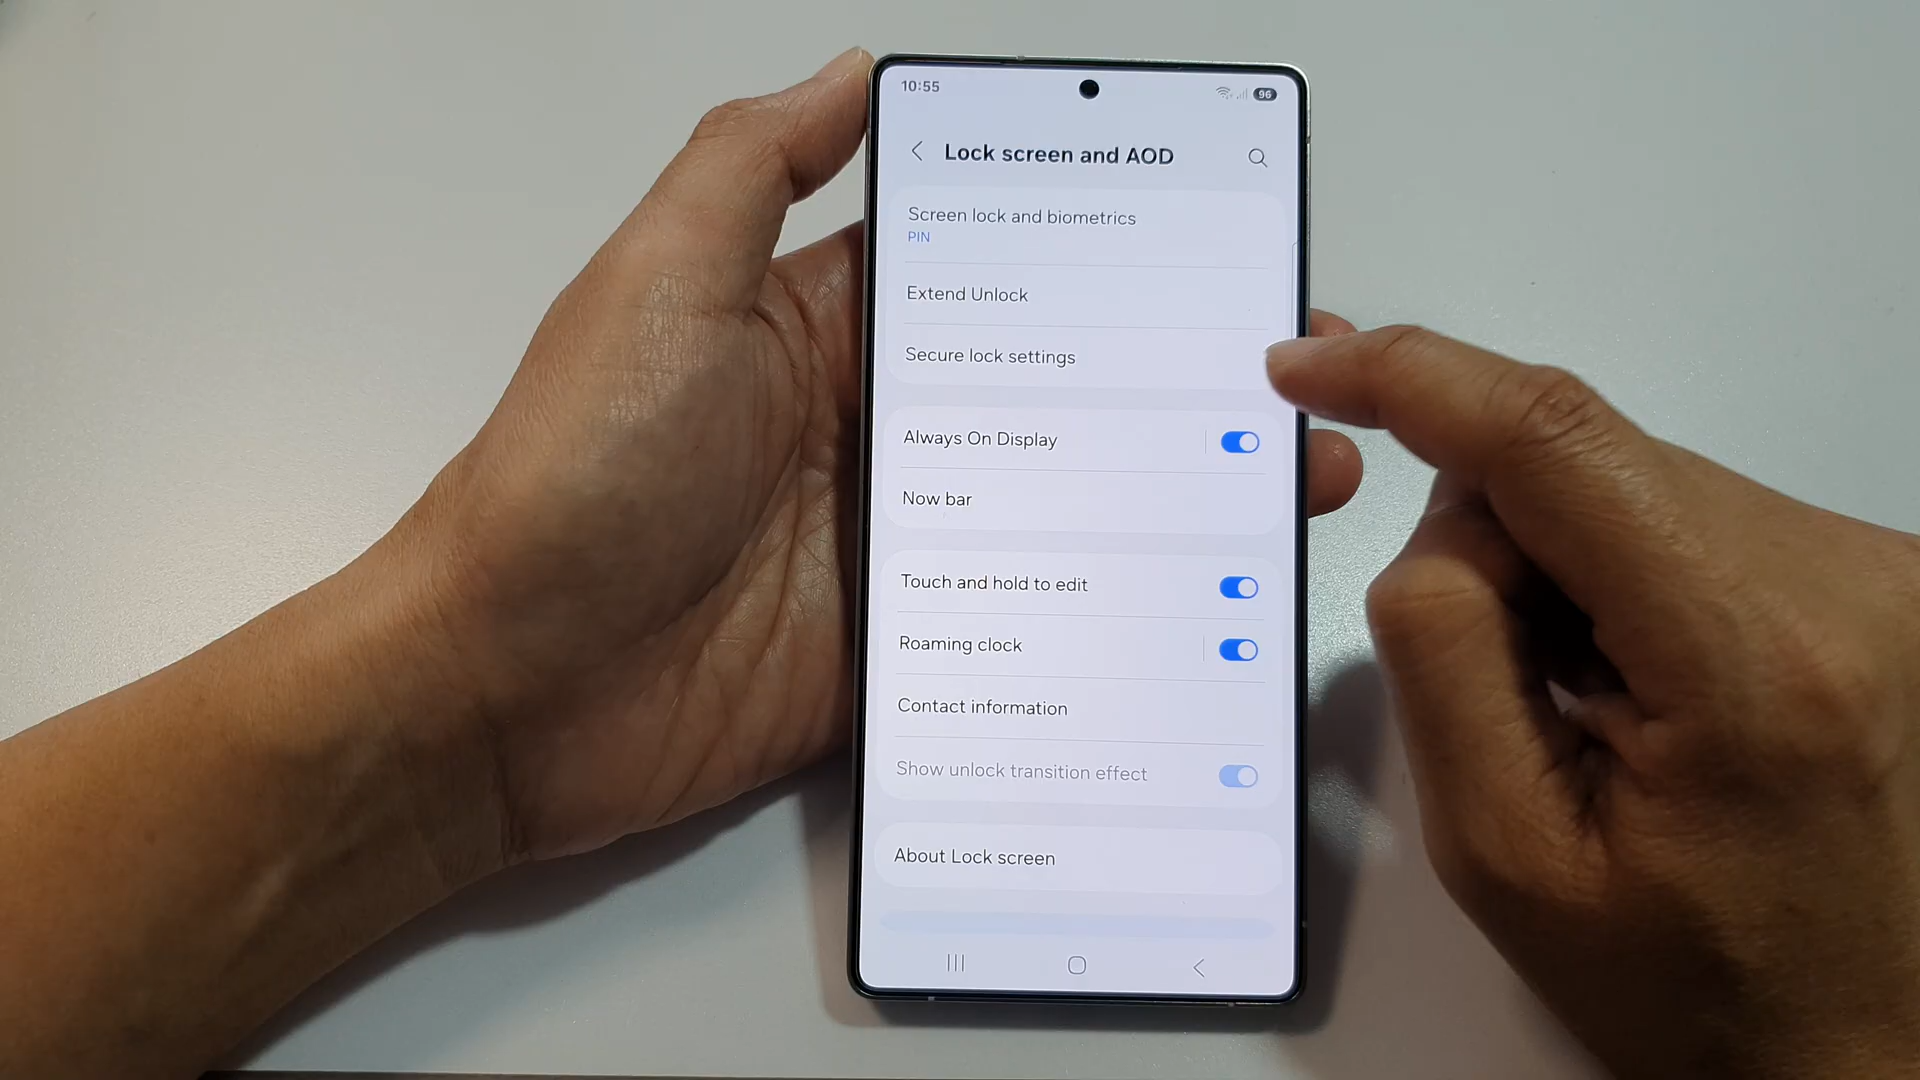 10:55
96
Lock screen and AOD
Screen lock and biometrics
PIN
Extend Unlock
Secure lock settings
Always On Display
Now bar
Touch and hold to edit
Roaming clock
Contact information
Show unlock transition effect
About Lock screen